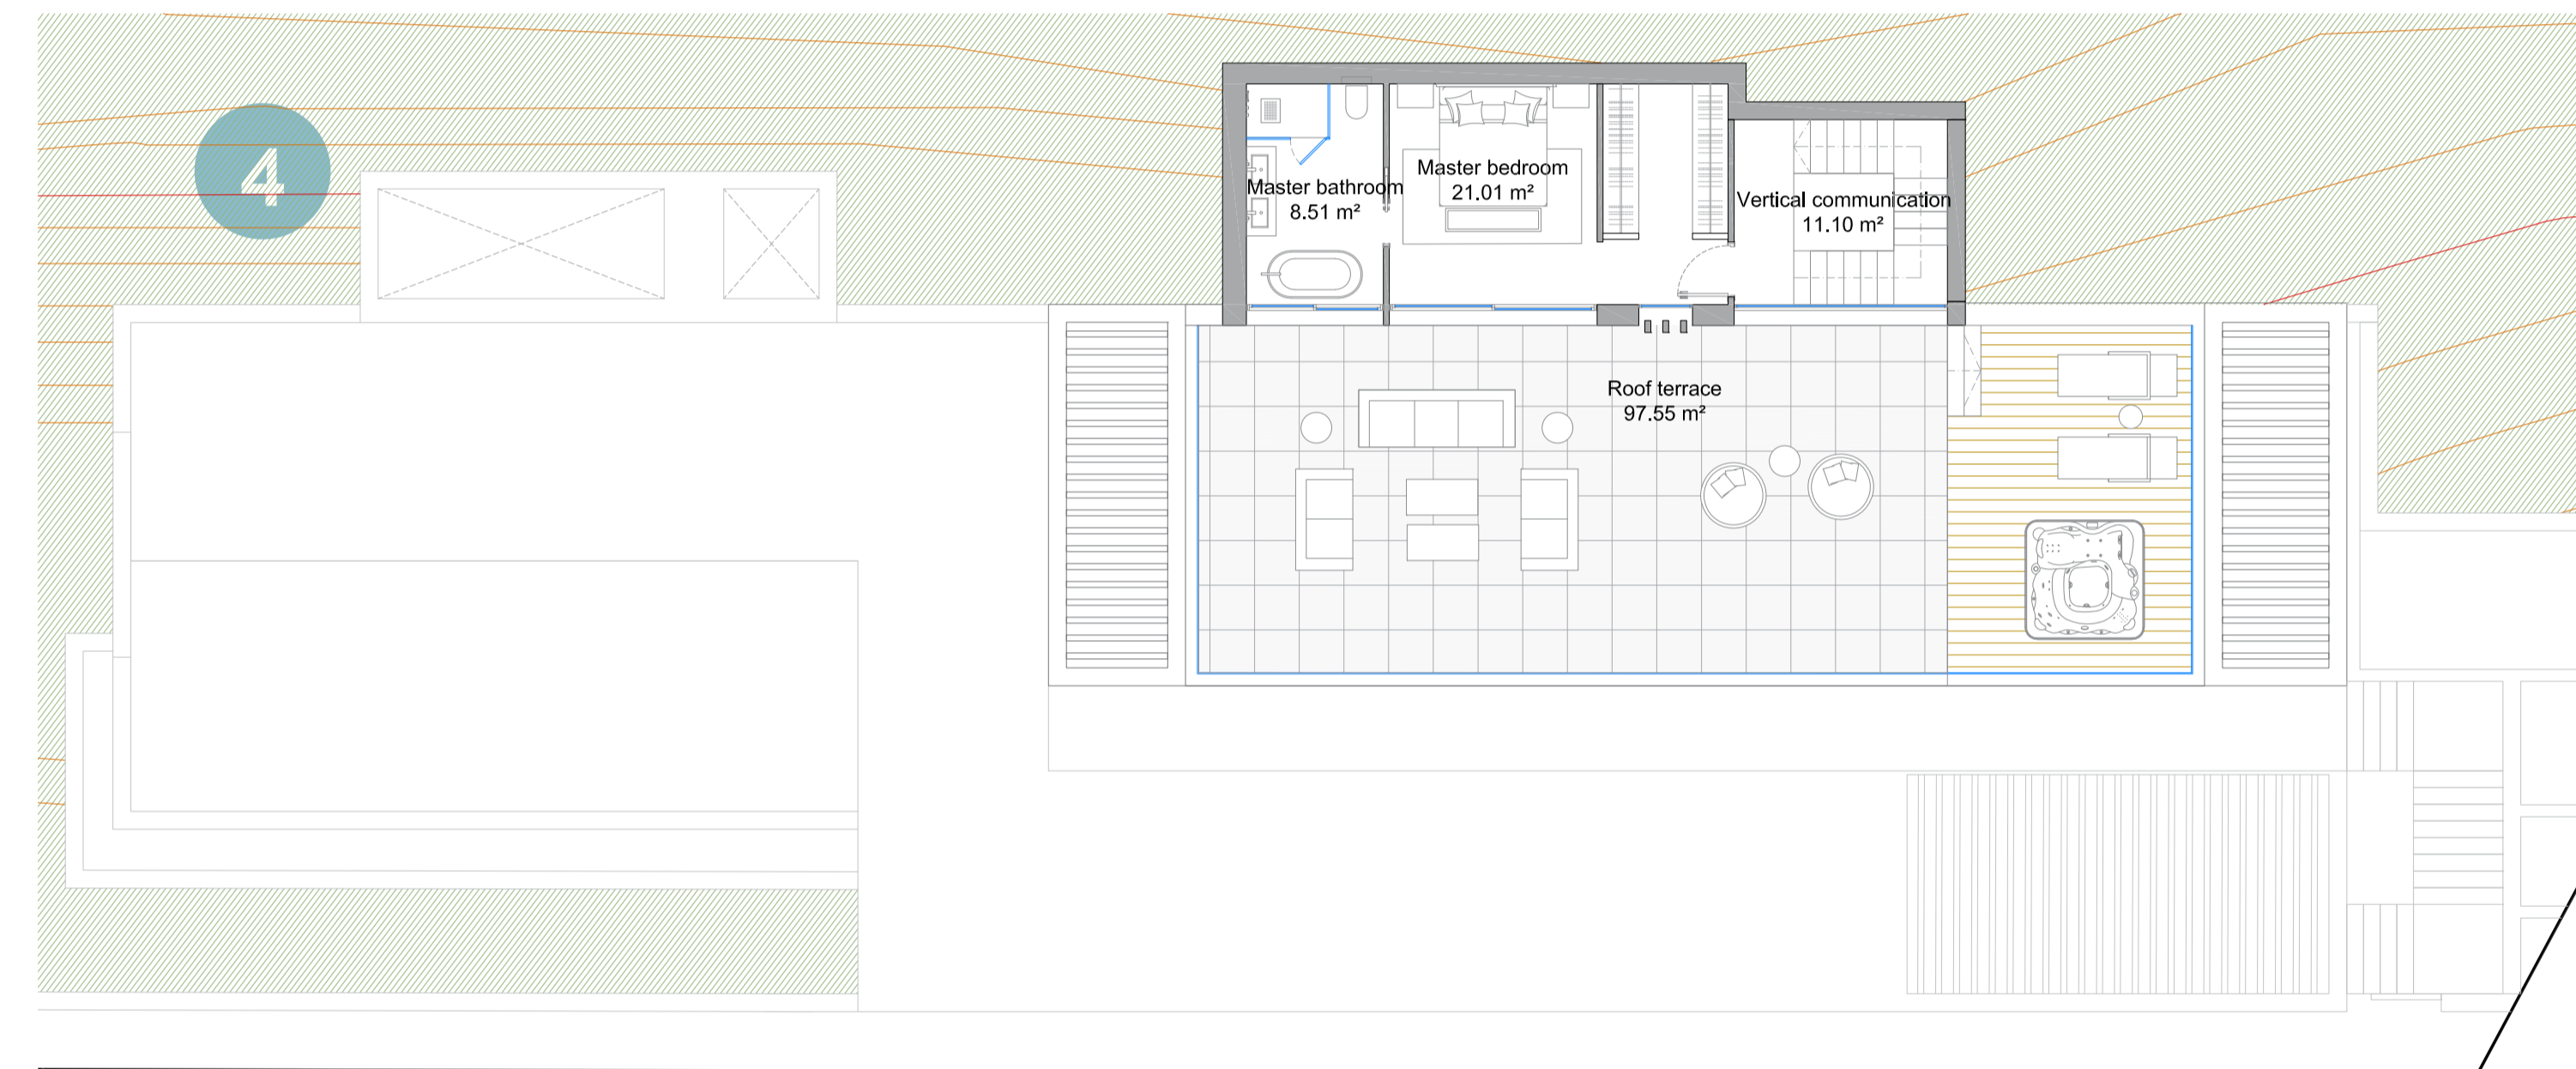 4
Master bathroom
8.51 m²
Master bedroom
21.01 m²
Vertical communication
11.10 m²
Roof terrace
97.55 m²